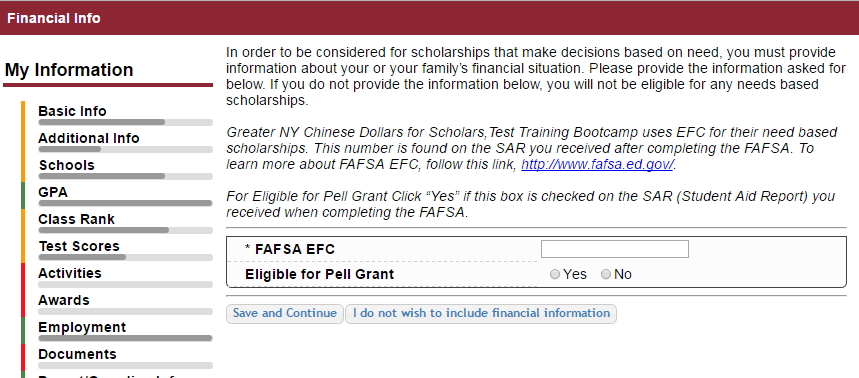 Financial Info
My Information
Basic Info
Additional Info
Schools
GPA
Class Rank
Test Scores
Activities
Awards
Employment
Documents
In order to be considered for scholarships that make decisions based on need, you must provide
information about your or your family's financial situation. Please provide the information asked for
below. If you do not provide the information below, you will not be eligible for any needs based
scholarships.
Greater NY Chinese Dollars for Scholars,Test Training Bootcamp uses EFC for their need based
scholarships. This number is found on the SAR you received after completing the FAFSA. To
learn more about FAFSA EFC, follow this link, http://www.fafsa.ed.gov/.
For Eligible for Pell Grant Click “Yes” if this box is checked on the SAR (Student Aid Report) you
received when completing the FAFSA.
* FAFSA EFC
Eligible for Pell Grant Yes No
Save and Continue I do not wish to include financial information